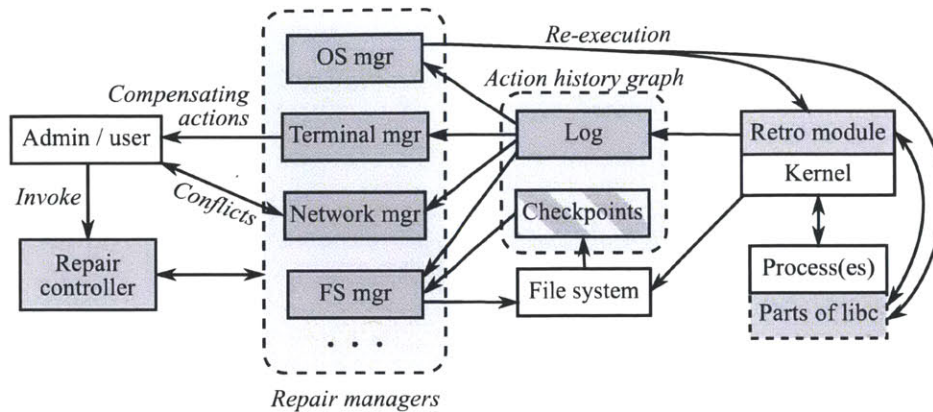 OS mgr
Re-execution
Action history graph
Compensating
actions
Admin / user
Terminal mgr
Log
Retro module
Kernel
Invoke
Conflicts
Network mgr
Checkpoints
Repair
controller
FS mgr
File system
Process(es)
Parts of libc
. . .
Repair managers